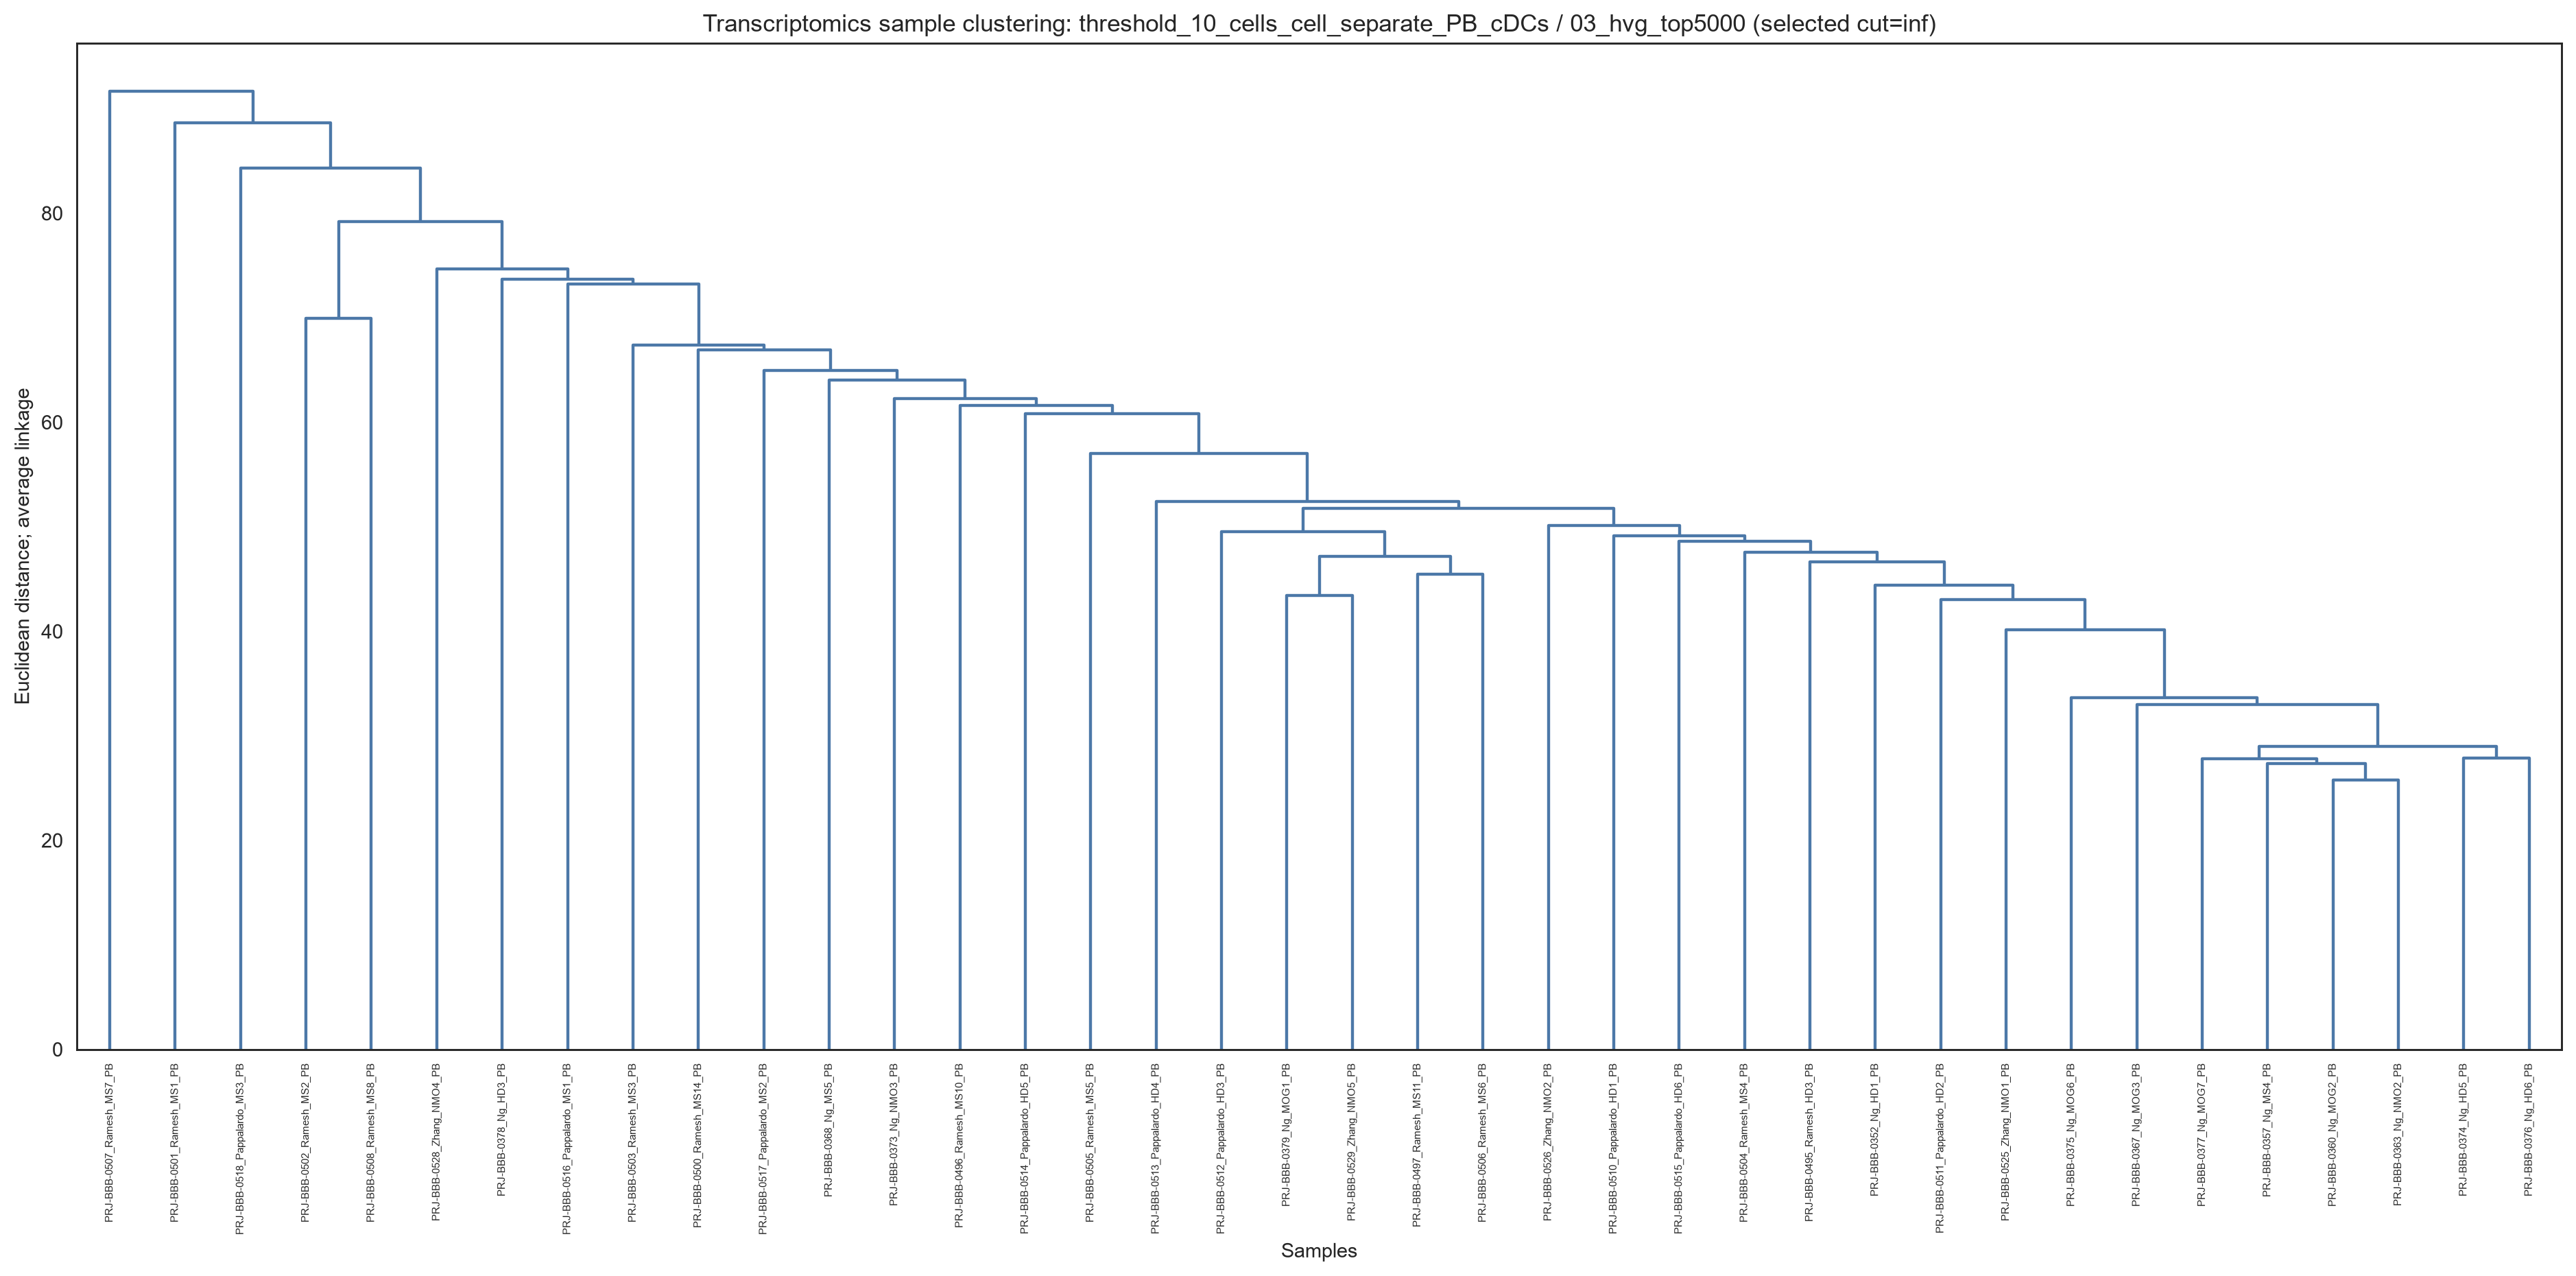 Transcriptomics sample clustering: threshold_10_cells_cell_separate_PB_cDCs / 03_hvg_top5000 (selected cut=inf)
Euclidean distance; average linkage
80
60
40
20
0
PRJ-BBB-0507_Ramesh_MS7_PB
PRJ-BBB-0501_Ramesh_MS1_PB
PRJ-BBB-0518_Pappalardo_MS3_PB
PRJ-BBB-0502_Ramesh_MS2_PB
PRJ-BBB-0508_Ramesh_MS8_PB
PRJ-BBB-0528_Zhang_NMO4_PB
PRJ-BBB-0378_Ng_HD3_PB
PRJ-BBB-0516_Pappalardo_MS1_PB
PRJ-BBB-0503_Ramesh_MS3_PB
PRJ-BBB-0500_Ramesh_MS14_PB
PRJ-BBB-0517_Pappalardo_MS2_PB
PRJ-BBB-0368_Ng_MS5_PB
PRJ-BBB-0373_Ng_NMO3_PB
PRJ-BBB-0496_Ramesh_MS10_PB
PRJ-BBB-0514_Pappalardo_HD5_PB
PRJ-BBB-0505_Ramesh_MS5_PB
PRJ-BBB-0513_Pappalardo_HD4_PB
PRJ-BBB-0512_Pappalardo_HD3_PB
PRJ-BBB-0379_Ng_MOG1_PB
PRJ-BBB-0529_Zhang_NMO5_PB
PRJ-BBB-0497_Ramesh_MS11_PB
PRJ-BBB-0506_Ramesh_MS6_PB
PRJ-BBB-0526_Zhang_NMO2_PB
PRJ-BBB-0510_Pappalardo_HD1_PB
PRJ-BBB-0515_Pappalardo_HD6_PB
PRJ-BBB-0504_Ramesh_MS4_PB
PRJ-BBB-0495_Ramesh_HD3_PB
PRJ-BBB-0352_Ng_HD1_PB
PRJ-BBB-0511_Pappalardo_HD2_PB
PRJ-BBB-0525_Zhang_NMO1_PB
PRJ-BBB-0375_Ng_MOG6_PB
PRJ-BBB-0367_Ng_MOG3_PB
PRJ-BBB-0377_Ng_MOG7_PB
PRJ-BBB-0357_Ng_MS4_PB
PRJ-BBB-0360_Ng_MOG2_PB
PRJ-BBB-0363_Ng_NMO2_PB
PRJ-BBB-0374_Ng_HD5_PB
PRJ-BBB-0376_Ng_HD6_PB
Samples